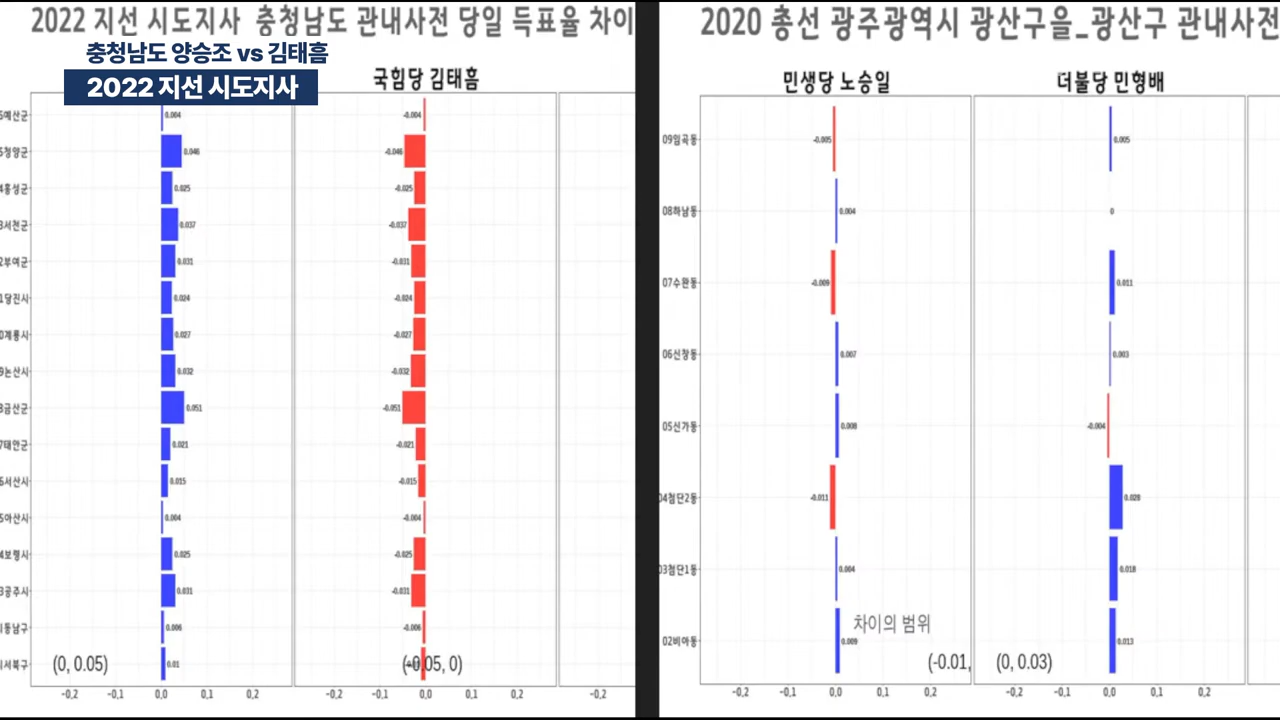 2022 지선 시도지사 충청남도 관내사전 당일 득표율 차이
충청남도 양승조 vs 김태흠
2022 지선 시도지사
국힘당 김태흠
예산군
0.004
-0.004
청양군
0.046
-0.046
홍성군
0.025
-0.025
서천군
0.037
-0.037
부여군
0.031
-0.031
당진시
0.024
-0.024
계룡시
0.027
-0.027
논산시
0.032
-0.032
금산군
0.051
-0.051
태안군
0.021
-0.021
서산시
0.015
-0.015
아산시
0.004
-0.004
보령시
0.025
-0.025
공주시
0.031
-0.031
동남구
0.006
-0.006
서북구
0.01
(0, 0.05)
(-0.05, 0)
-0,2 -0,1 0,0 0,1 0,2
-0,2 -0,1 0,0 0,1 0,2
-0,2
2020 총선 광주광역시 광산구을_광산구 관내사전
민생당 노승일
더불당 민형배
09임곡동
-0.005
0.005
08하남동
0.004
0
07수완동
-0.009
0.011
06신창동
0.007
0.003
05신가동
0.008
-0.004
04첨단2동
-0.011
0.028
03첨단1동
0.004
0.018
02비아동
0.009
0.013
차이의 범위
(-0.01,
(0, 0.03)
-0,2 -0,1 0,0 0,1 0,2
-0,2 -0,1 0,0 0,1 0,2